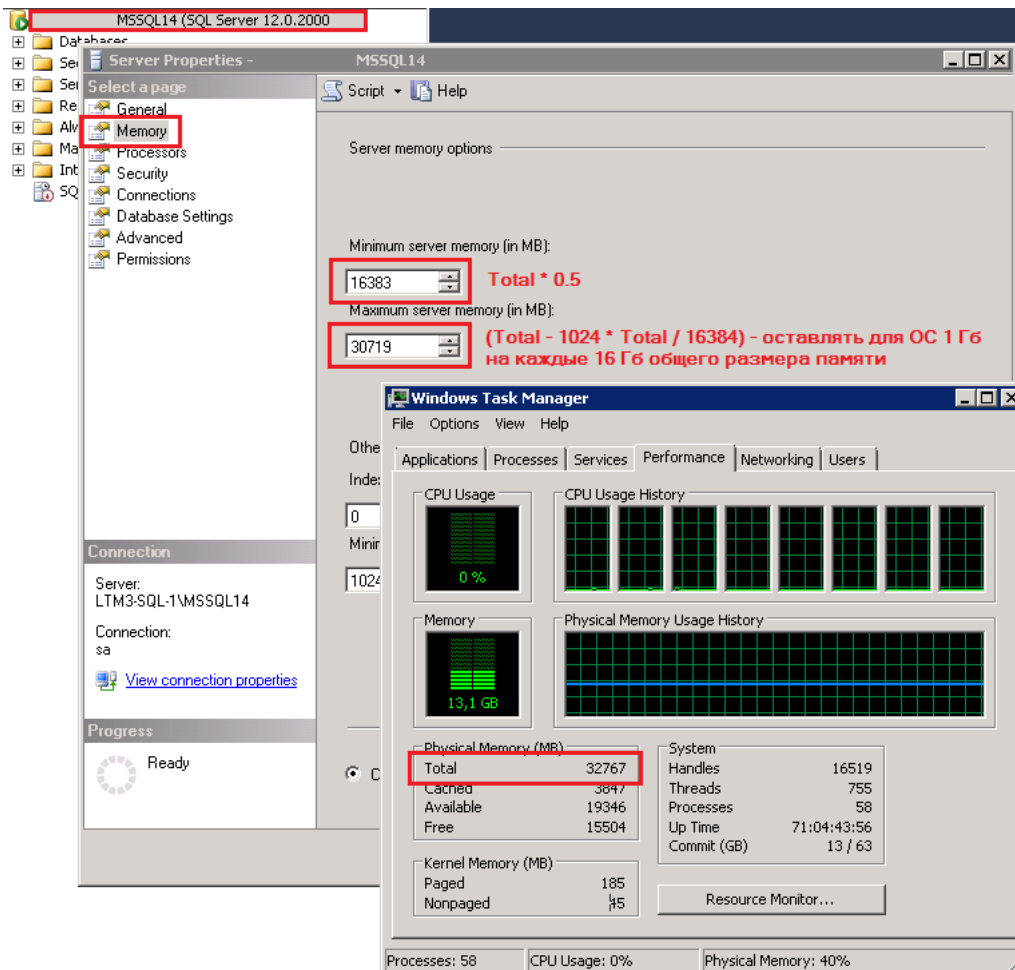 MSSQL14 (SQL Server 12.0.2000
Databases
Server Properties - MSSQL14
Select a page
General
Memory
Processors
Security
Connections
Database Settings
Advanced
Permissions
Script Help
Server memory options
Minimum server memory (in MB):
16383 Total * 0.5
Maximum server memory (in MB):
30719 (Total - 1024 * Total / 16384) - оставлять для ОС 1 Гб
на каждые 16 Гб общего размера памяти
Othe
Inde
0
Minir
1024
Connection
Server:
LTM3-SQL-1\MSSQL14
Connection:
sa
View connection properties
Progress
Ready
Windows Task Manager
File Options View Help
Applications Processes Services Performance Networking Users
CPU Usage CPU Usage History
0 %
Memory Physical Memory Usage History
13,1 GB
Physical Memory (MB)
Total 32767
Cached 3847
Available 19346
Free 15504
System
Handles 16519
Threads 755
Processes 58
Up Time 71:04:43:56
Commit (GB) 13 / 63
Kernel Memory (MB)
Paged 185
Nonpaged 45
Resource Monitor...
Processes: 58 CPU Usage: 0% Physical Memory: 40%